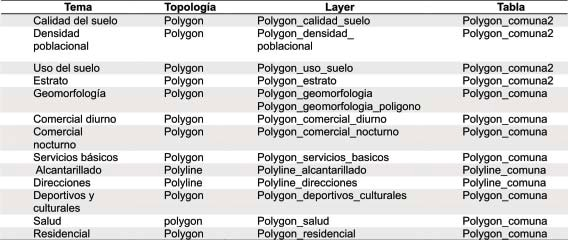 Tema Topología Layer Tabla
Calidad del suelo Polygon Polygon_calidad_suelo Polygon_comuna2
Densidad Polygon Polygon_densidad_ Polygon_comuna2
poblacional poblacional
Uso del suelo Polygon Polygon_uso_suelo Polygon_comuna2
Estrato Polygon Polygon_estrato Polygon_comuna2
Geomorfología Polygon Polygon_geomorfologia Polygon_comuna
Polygon_geomorfologia_poligono
Comercial diurno Polygon Polygon_comercial_diurno Polygon_comuna
Comercial Polygon Polygon_comercial_nocturno Polygon_comuna
nocturno
Servicios básicos Polygon Polygon_servicios_basicos Polygon_comuna
Alcantarillado Polyline Polyline_alcantarillado Polyline_comuna
Direcciones Polyline Polyline_direcciones Polyline_comuna
Deportivos y Polygon Polygon_deportivos_culturales Polygon_comuna
culturales
Salud polygon Polygon_salud Polygon_comuna
Residencial Polygon Polygon_residencial Polygon_comuna